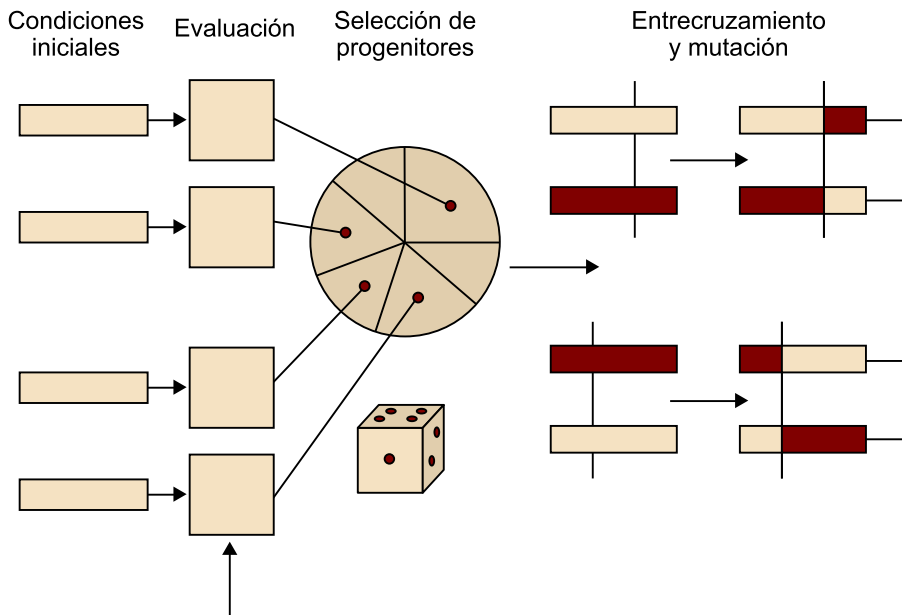 Condiciones
iniciales
Evaluación
Selección de
progenitores
Entrecruzamiento
y mutación